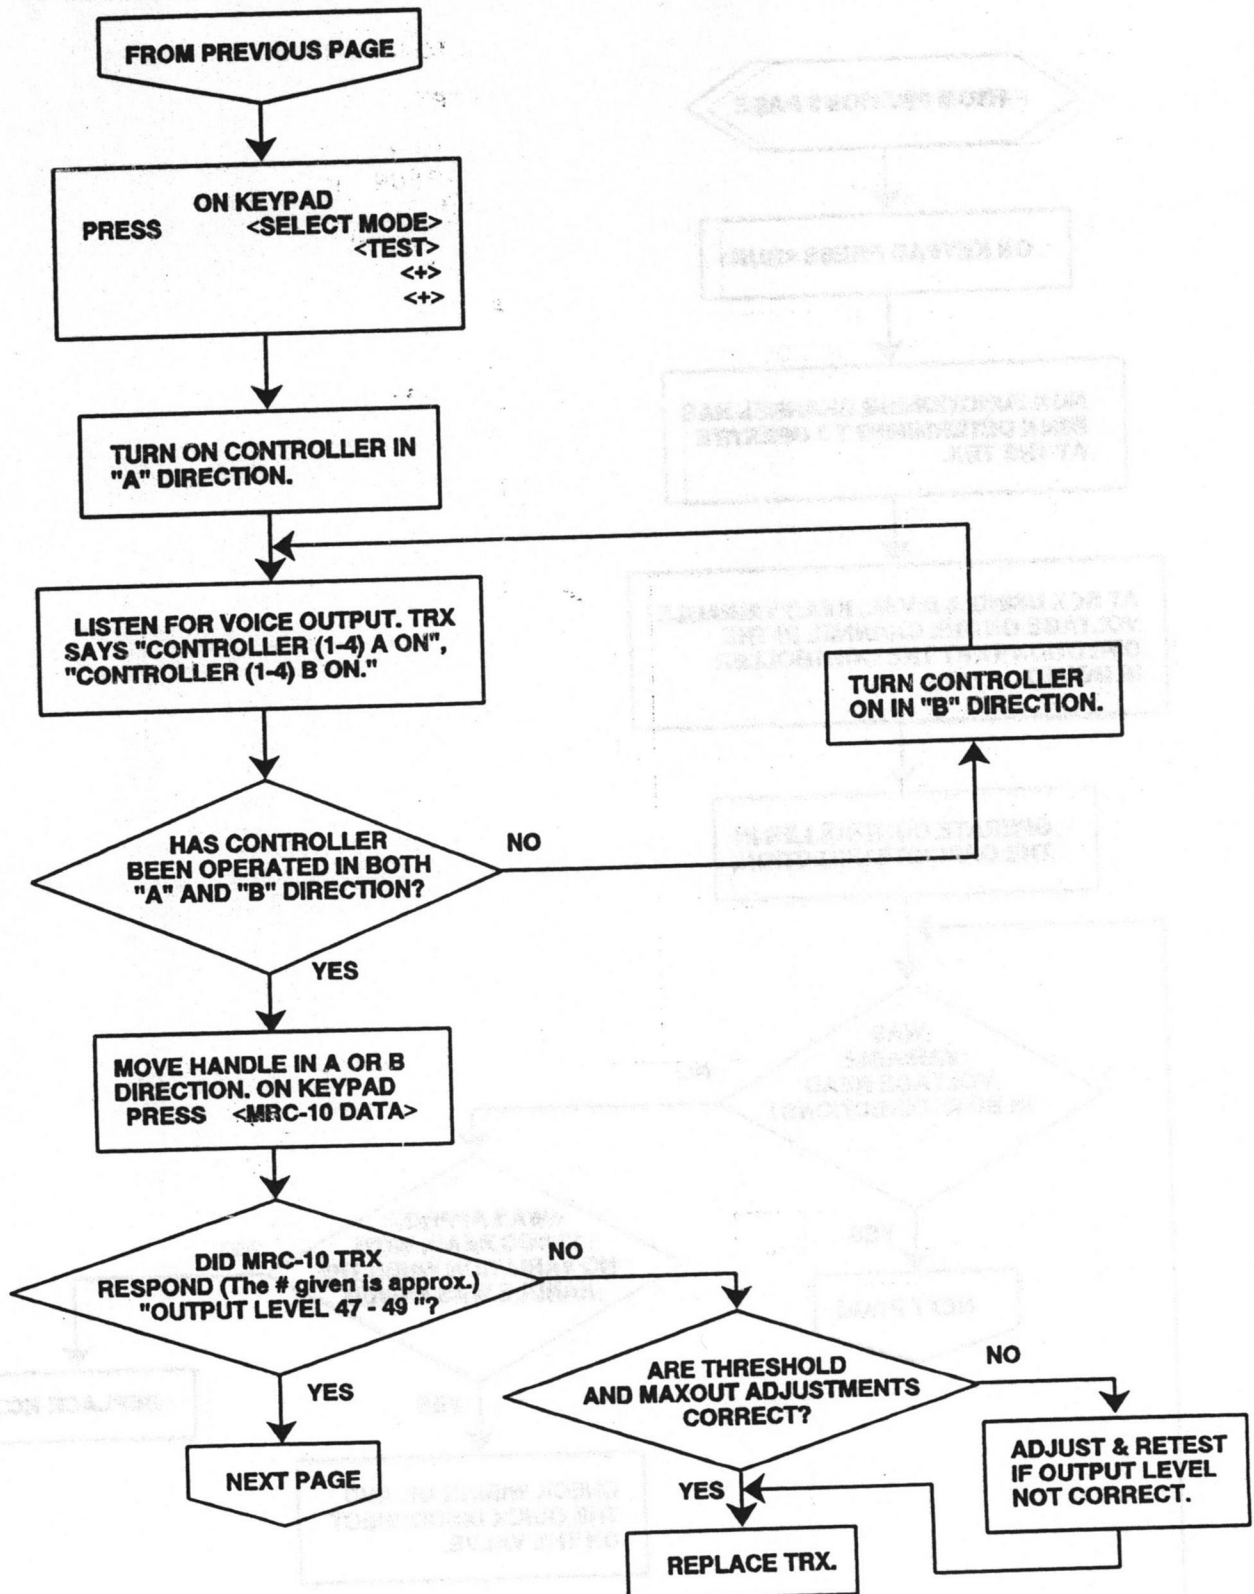 FROM PREVIOUS PAGE
ON KEYPAD
PRESS <SELECT MODE>
<TEST>
<+>
<+>
TURN ON CONTROLLER IN
"A" DIRECTION.
LISTEN FOR VOICE OUTPUT. TRX
SAYS "CONTROLLER (1-4) A ON",
"CONTROLLER (1-4) B ON."
TURN CONTROLLER
ON IN "B" DIRECTION.
HAS CONTROLLER
BEEN OPERATED IN BOTH
"A" AND "B" DIRECTION?
NO
YES
MOVE HANDLE IN A OR B
DIRECTION. ON KEYPAD
PRESS <MRC-10 DATA>
DID MRC-10 TRX
RESPOND (The # given is approx.)
"OUTPUT LEVEL 47 - 49 "?
NO
YES
NEXT PAGE
ARE THRESHOLD
AND MAXOUT ADJUSTMENTS
CORRECT?
NO
YES
ADJUST & RETEST
IF OUTPUT LEVEL
NOT CORRECT.
REPLACE TRX.